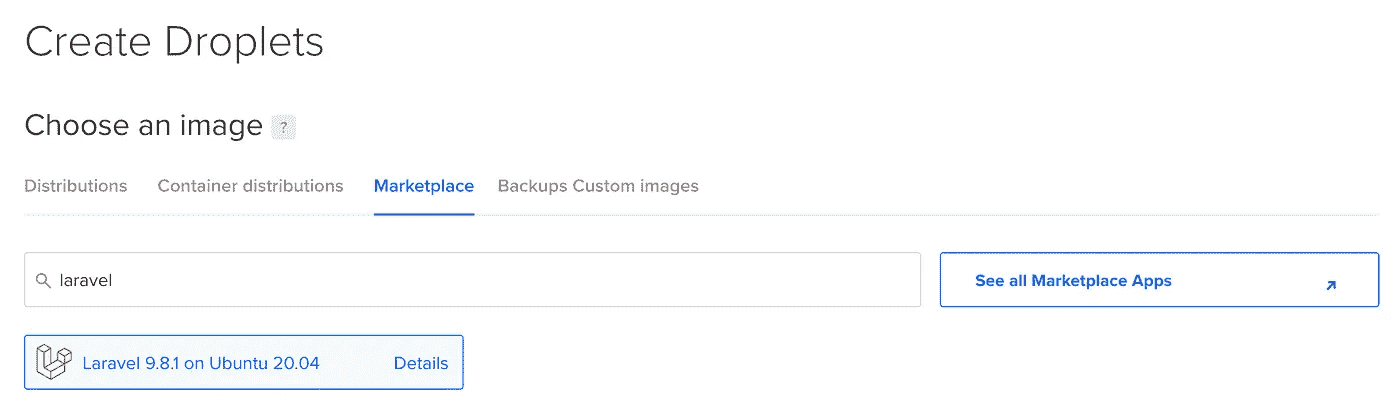 Create Droplets
Choose an image ?
Distributions Container distributions Marketplace Backups Custom images
laravel See all Marketplace Apps
Laravel 9.8.1 on Ubuntu 20.04 Details